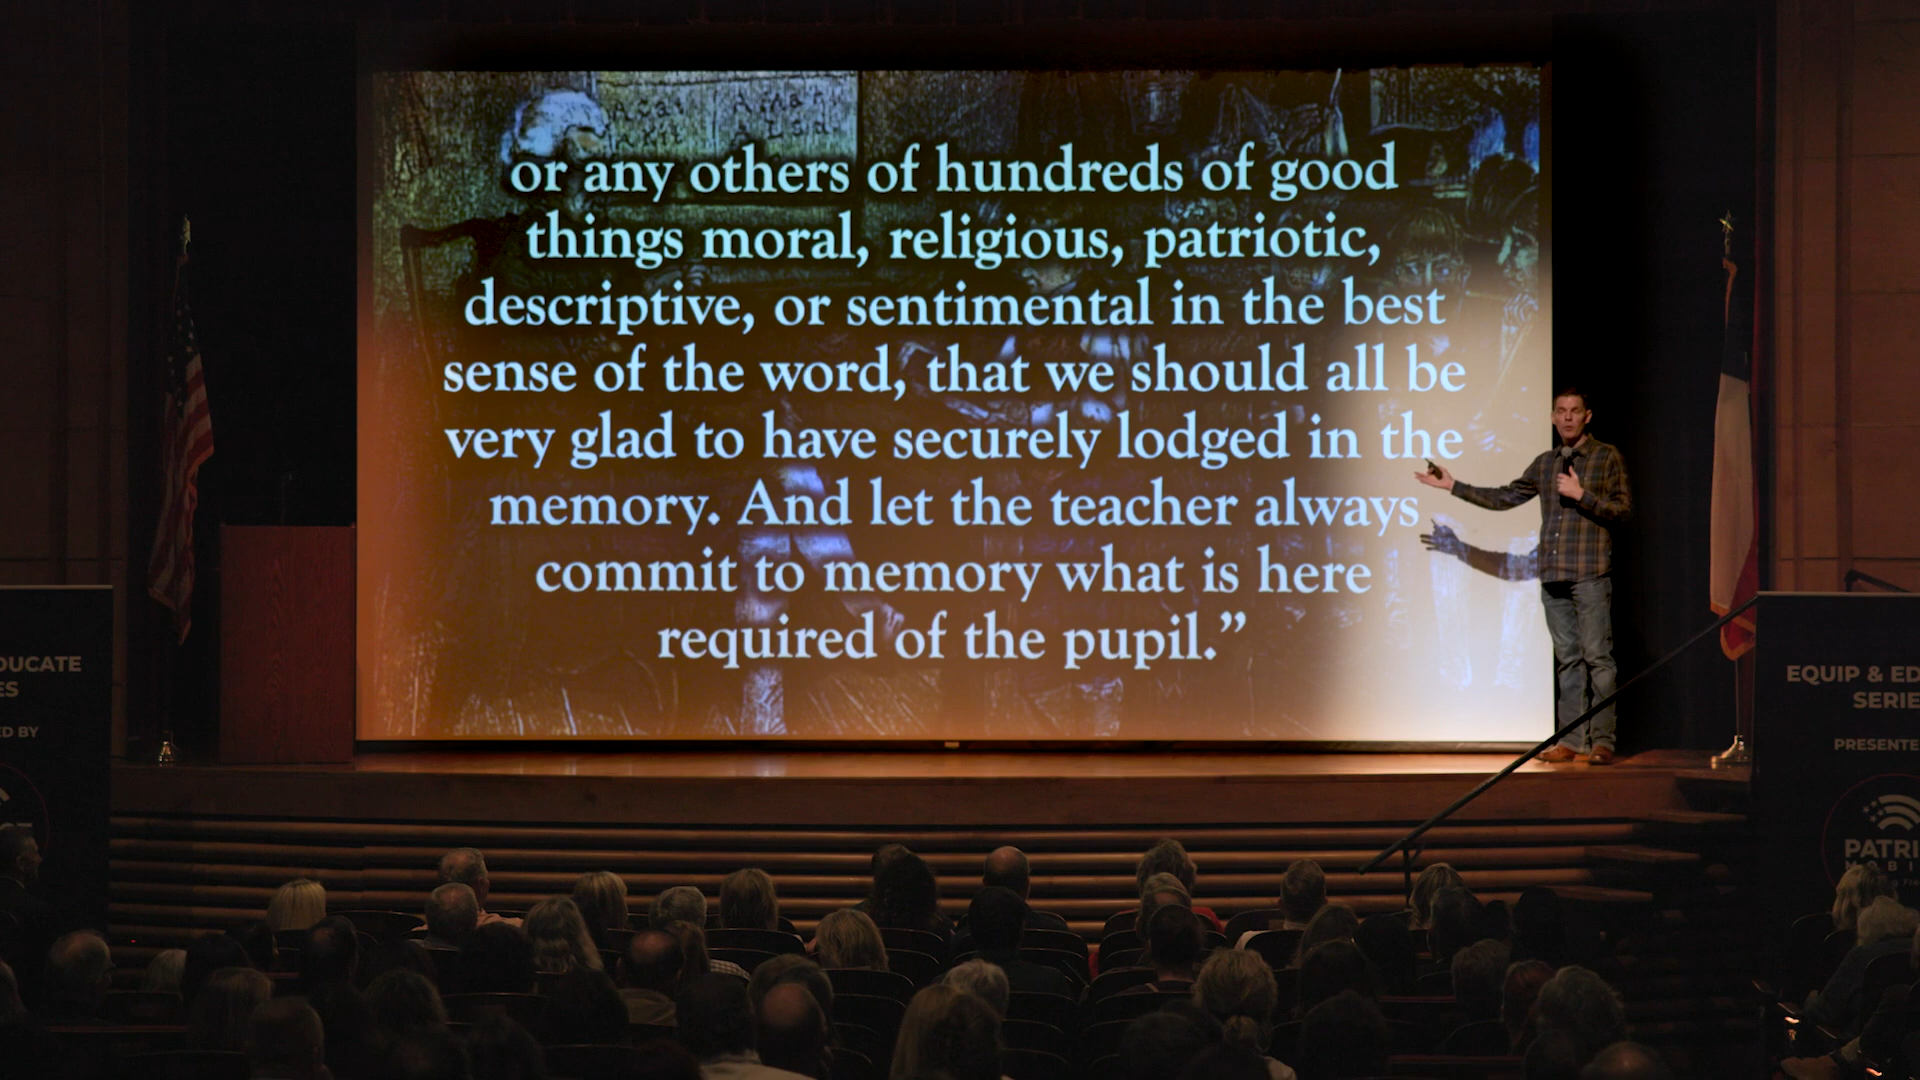 or any others of hundreds of good
things moral, religious, patriotic,
descriptive, or sentimental in the best
sense of the word, that we should all be
very glad to have securely lodged in the
memory. And let the teacher always
commit to memory what is here
required of the pupil.”
DUCATE
ES
ED BY
EQUIP & ED
SERIE
PRESENTE
PATRI
MOBI